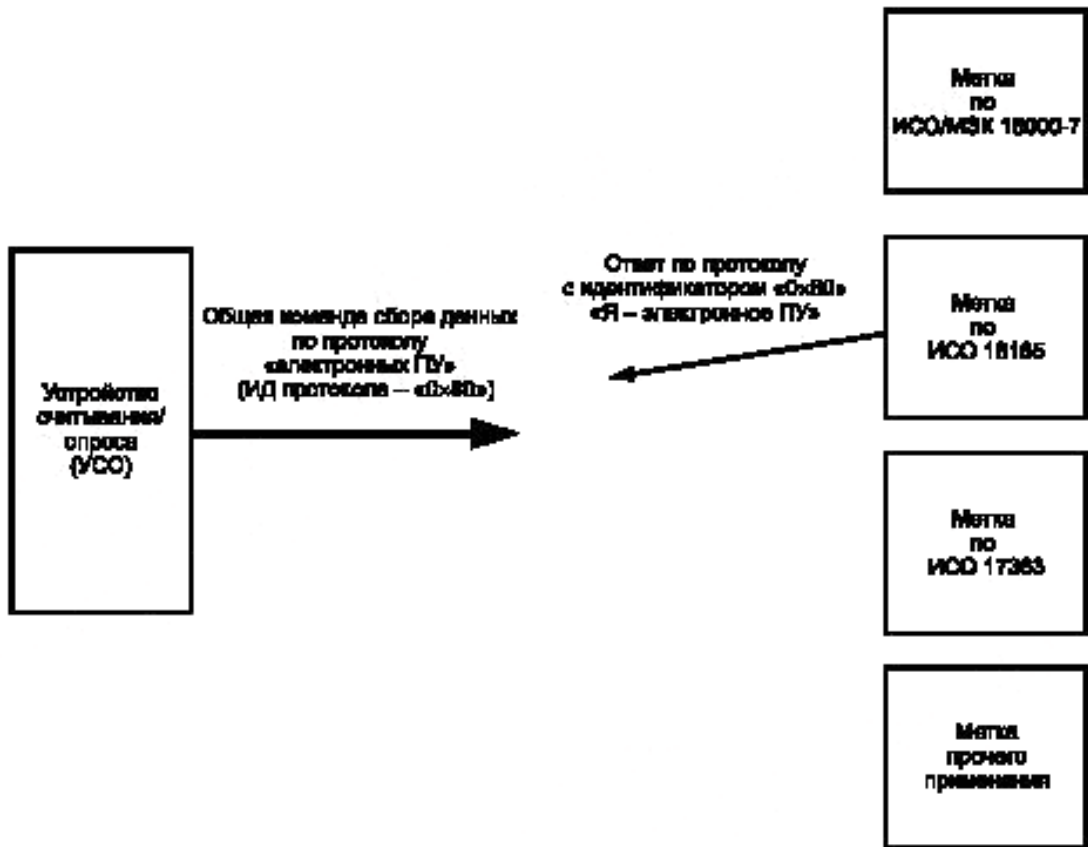 Устройство
считывания/
опроса
(УСО)
Общая команда сбора данных
по протоколу
«электронных ПУ»
(ИД протокола – «0x80»)
Ответ по протоколу
с идентификатором «0x80»
«Я – электронное ПУ»
Метка
по
ИСО/МЭК 18000-7
Метка
по
ИСО 18185
Метка
по
ИСО 17363
Метка
прочего
применения